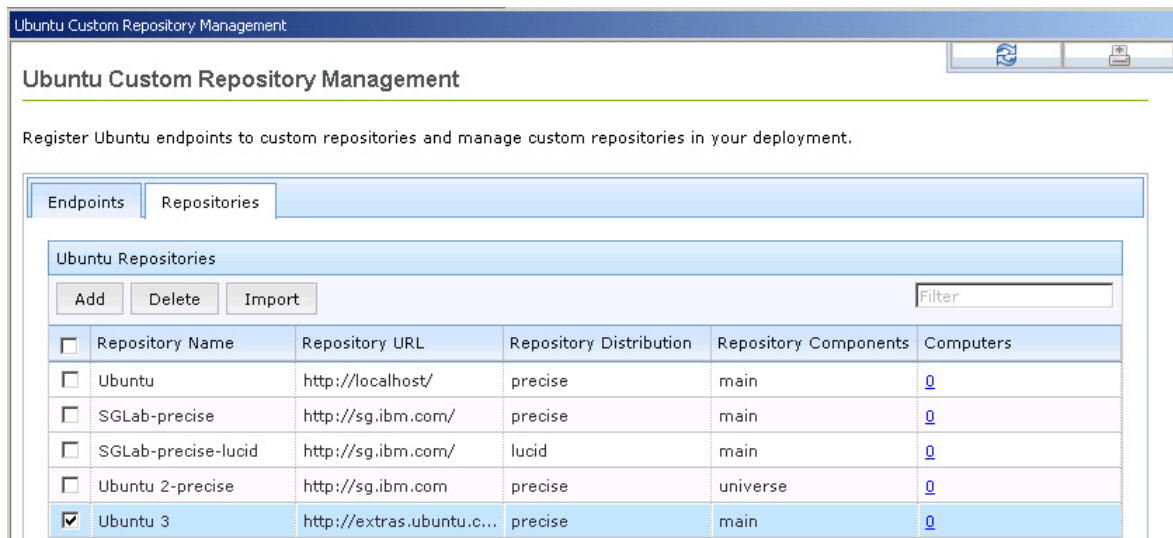 Ubuntu Custom Repository Management
Ubuntu Custom Repository Management
Register Ubuntu endpoints to custom repositories and manage custom repositories in your deployment.
Endpoints Repositories
Ubuntu Repositories
Add Delete Import Filter
Repository Name Repository URL Repository Distribution Repository Components Computers
Ubuntu http://localhost/ precise main 0
SGLab-precise http://sg.ibm.com/ precise main 0
SGLab-precise-lucid http://sg.ibm.com/ lucid main 0
Ubuntu 2-precise http://sg.ibm.com precise universe 0
Ubuntu 3 http://extras.ubuntu.c... precise main 0